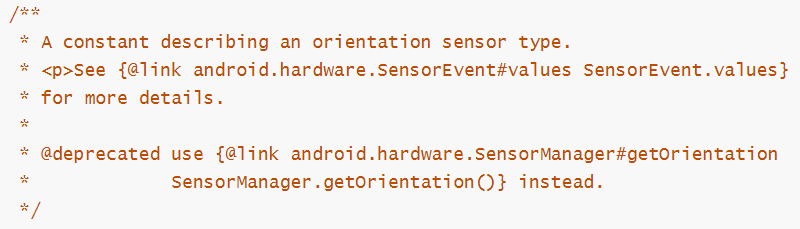 /**
 * A constant describing an orientation sensor type.
 * <p>See {@link android.hardware.SensorEvent#values SensorEvent.values}
 * for more details.
 *
 * @deprecated use {@link android.hardware.SensorManager#getOrientation
 *             SensorManager.getOrientation()} instead.
 */